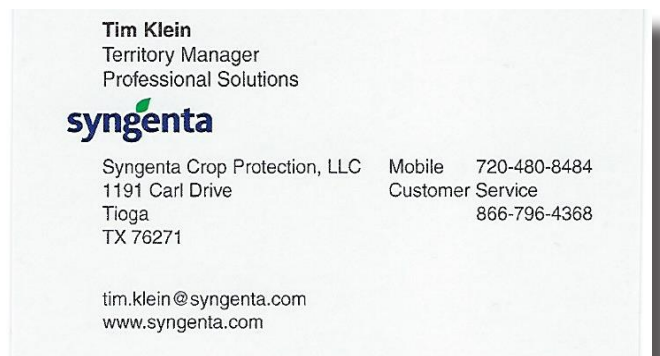 Tim Klein
Territory Manager
Professional Solutions
syngenta
Syngenta Crop Protection, LLC
1191 Carl Drive
Tioga
TX 76271
Mobile 720-480-8484
Customer Service
866-796-4368
tim.klein@syngenta.com
www.syngenta.com